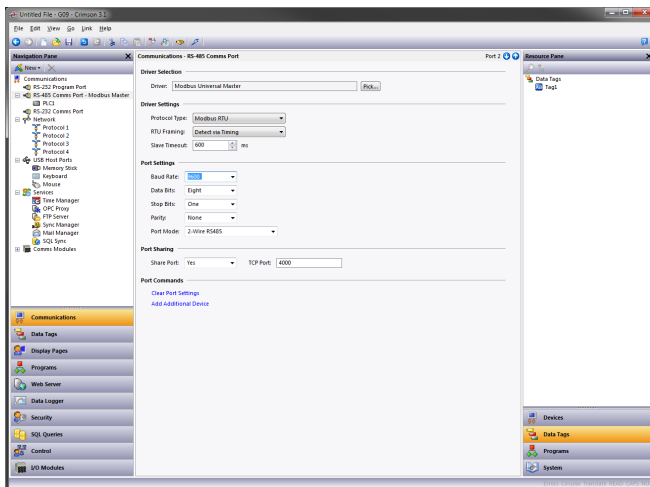 Untitled File - G09 - Crimson 3.1
File Edit View Go Link Help
Navigation Pane
Communications - RS-485 Comms Port
Port 2
Resource Pane
New
Communications
RS-232 Program Port
RS-485 Comms Port - Modbus Master
PLC1
RS-232 Comms Port
Network
Protocol 1
Protocol 2
Protocol 3
Protocol 4
USB Host Ports
Memory Stick
Keyboard
Mouse
Services
Time Manager
OPC Proxy
FTP Server
Sync Manager
Mail Manager
SQL Sync
Comms Modules
Communications
Data Tags
Display Pages
Programs
Web Server
Data Logger
Security
SQL Queries
Control
I/O Modules
Driver Selection
Driver: Modbus Universal Master Pick...
Driver Settings
Protocol Type: Modbus RTU
RTU Framing: Detect via Timing
Slave Timeout: 600 ms
Port Settings
Baud Rate: 9600
Data Bits: Eight
Stop Bits: One
Parity: None
Port Mode: 2-Wire RS485
Port Sharing
Share Port: Yes TCP Port: 4000
Port Commands
Clear Port Settings
Add Additional Device
Data Tags
Tag1
Devices
Data Tags
Programs
System
Errors Circular Translate READ CAPS